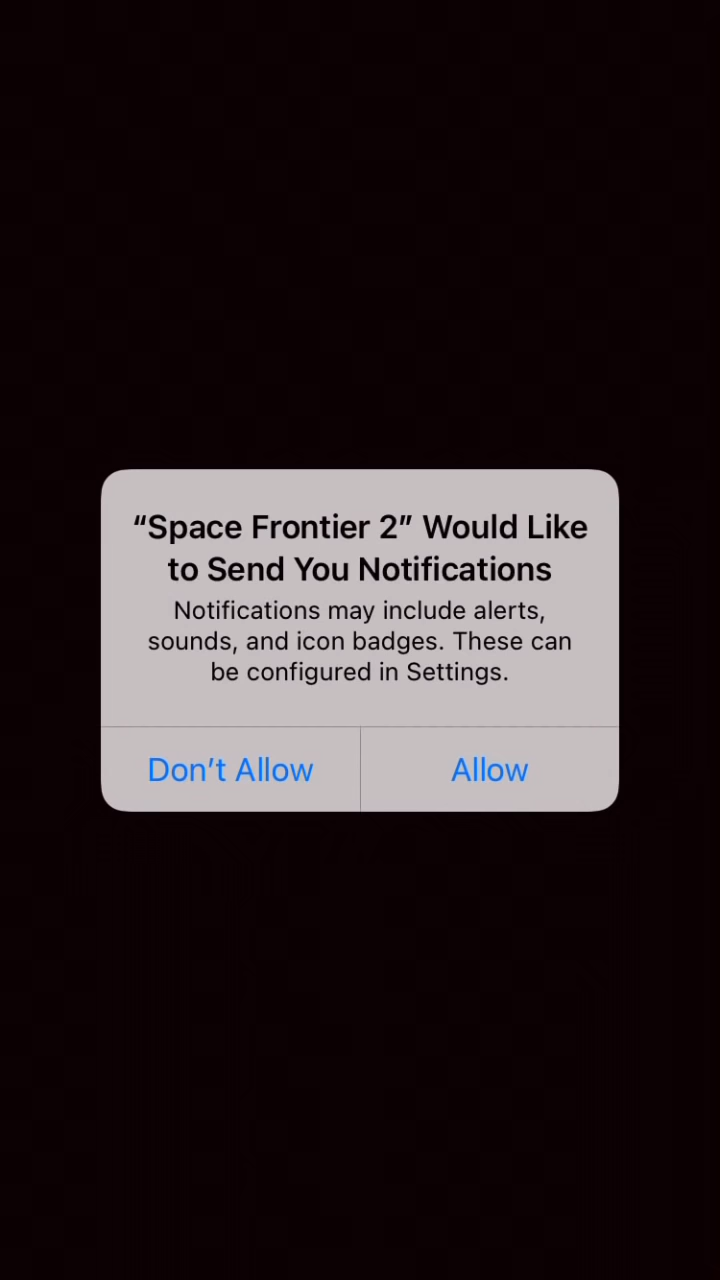 “Space Frontier 2” Would Like
to Send You Notifications
Notifications may include alerts,
sounds, and icon badges. These can
be configured in Settings.
Don’t Allow
Allow